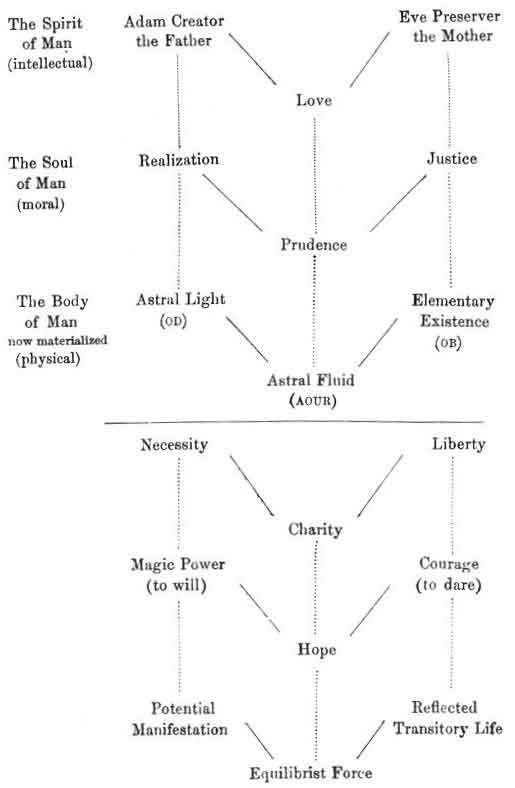 The Spirit
of Man
(intellectual)
Adam Creator
the Father
Eve Preserver
the Mother
Love
The Soul
of Man
(moral)
Realization
Justice
Prudence
The Body
of Man
now materialized
(physical)
Astral Light
(OD)
Elementary
Existence
(OB)
Astral Fluid
(AOUR)
Necessity
Liberty
Charity
Magic Power
(to will)
Courage
(to dare)
Hope
Potential
Manifestation
Reflected
Transitory Life
Equilibrist Force